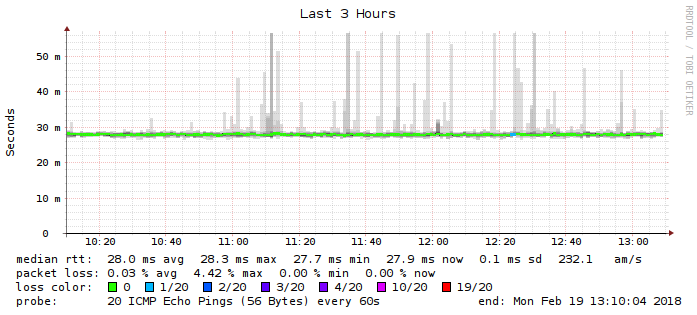 Last 3 Hours
RRDTOOL / TOBI OETIKER
Seconds
50 m
40 m
30 m
20 m
10 m
0
10:20 10:40 11:00 11:20 11:40 12:00 12:20 12:40 13:00
median rtt: 28.0 ms avg 28.3 ms max 27.7 ms min 27.9 ms now 0.1 ms sd 232.1 am/s
packet loss: 0.03 % avg 4.42 % max 0.00 % min 0.00 % now
loss color: 0 1/20 2/20 3/20 4/20 10/20 19/20
probe: 20 ICMP Echo Pings (56 Bytes) every 60s end: Mon Feb 19 13:10:04 2018